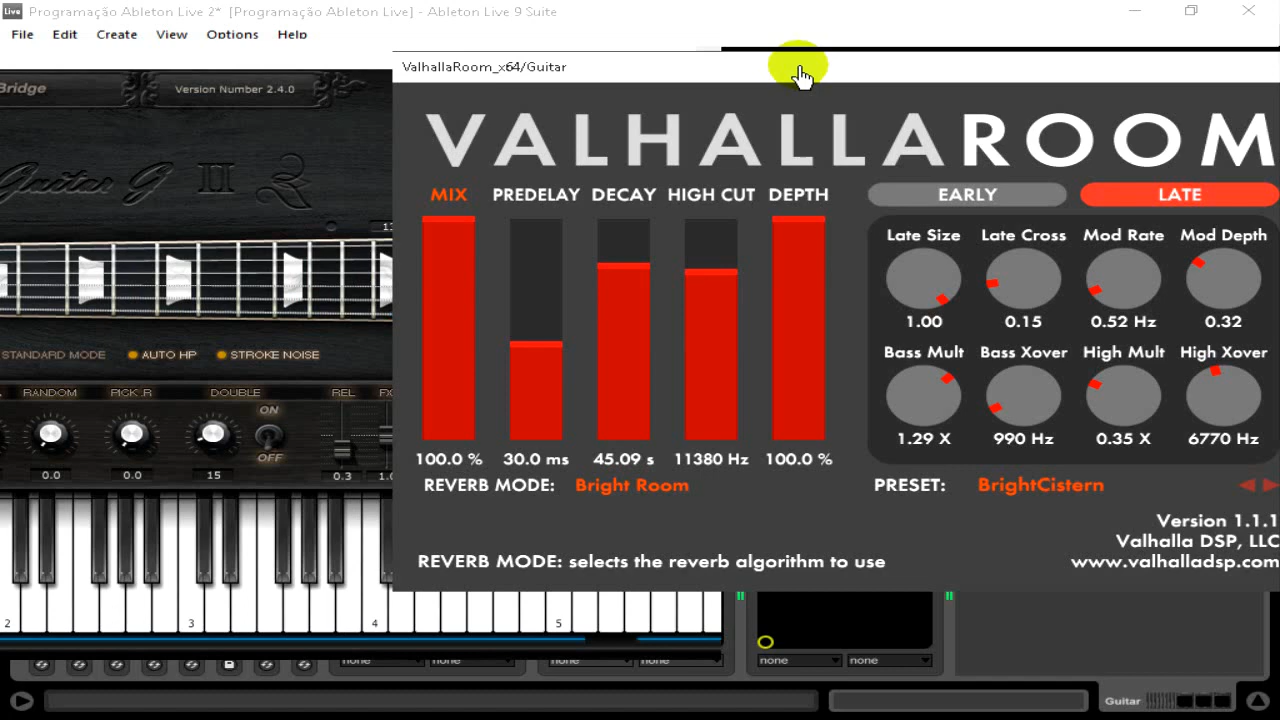 Live Programação Ableton Live 2* [Programação Ableton Live] - Ableton Live 9 Suite
File Edit Create View Options Help
ValhallaRoom_x64/Guitar
Bridge
Version Number 2.4.0
Guitar G II
VALHALLAROOM
MIX PREDELAY DECAY HIGH CUT DEPTH
EARLY LATE
Late Size Late Cross Mod Rate Mod Depth
1.00 0.15 0.52 Hz 0.32
Bass Mult Bass Xover High Mult High Xover
1.29 X 990 Hz 0.35 X 6770 Hz
100.0 % 30.0 ms 45.09 s 11380 Hz 100.0 %
REVERB MODE: Bright Room
PRESET: BrightCistern
Version 1.1.1
Valhalla DSP, LLC
www.valhalladsp.com
REVERB MODE: selects the reverb algorithm to use
STANDARD MODE AUTO HP STROKE NOISE
RANDOM PICK R DOUBLE REL
ON
OFF
0.0 0.0 15 0.3
2 3 4 5
none none none none none none
Guitar